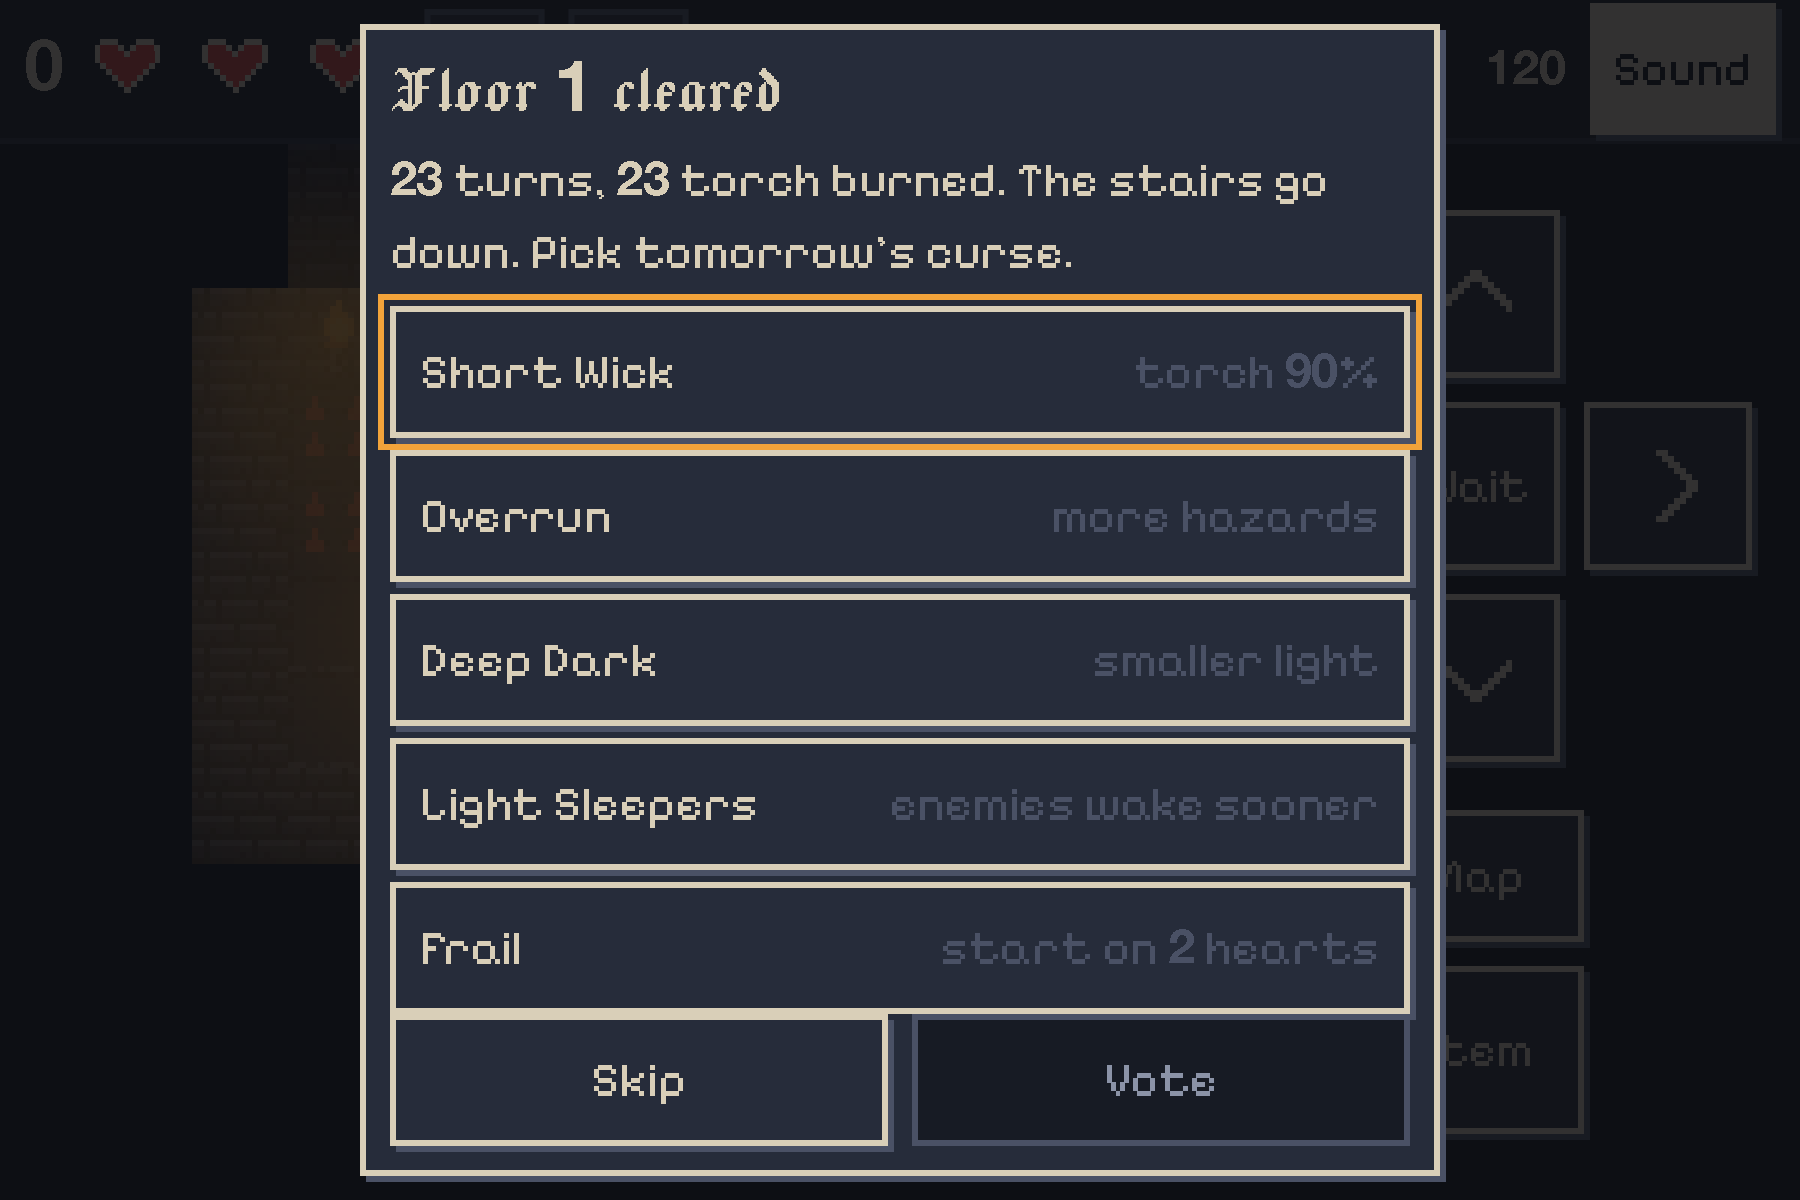 0
120
Sound
Floor 1 cleared
23 turns, 23 torch burned. The stairs go
down. Pick tomorrow's curse.
Short Wick torch 90%
Overrun more hazards
Deep Dark smaller light
Light Sleepers enemies wake sooner
Frail start on 2 hearts
Skip
Vote